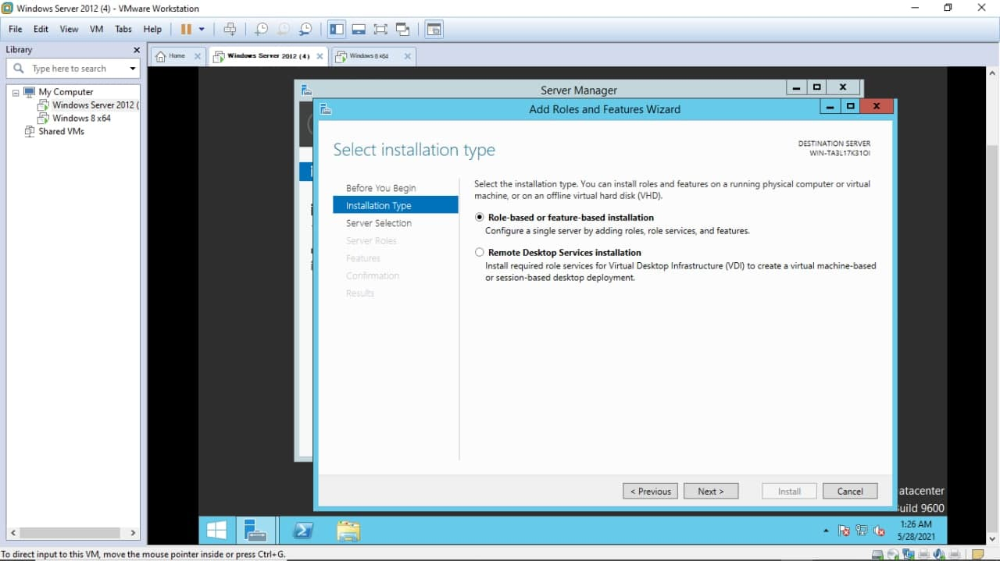 Windows Server 2012 (4) - VMware Workstation
File Edit View VM Tabs Help
Library
Type here to search
My Computer
Windows Server 2012 (
Windows 8 x64
Shared VMs
Home
Windows Server 2012 (4)
Windows 8 x64
Server Manager
Add Roles and Features Wizard
Select installation type
DESTINATION SERVER
WIN-TA3L17K31OI
Before You Begin
Installation Type
Server Selection
Server Roles
Features
Confirmation
Results
Select the installation type. You can install roles and features on a running physical computer or virtual
machine, or on an offline virtual hard disk (VHD).
Role-based or feature-based installation
Configure a single server by adding roles, role services, and features.
Remote Desktop Services installation
Install required role services for Virtual Desktop Infrastructure (VDI) to create a virtual machine-based
or session-based desktop deployment.
< Previous Next > Install Cancel
atacenter
uild 9600
1:26 AM
5/28/2021
To direct input to this VM, move the mouse pointer inside or press Ctrl+G.